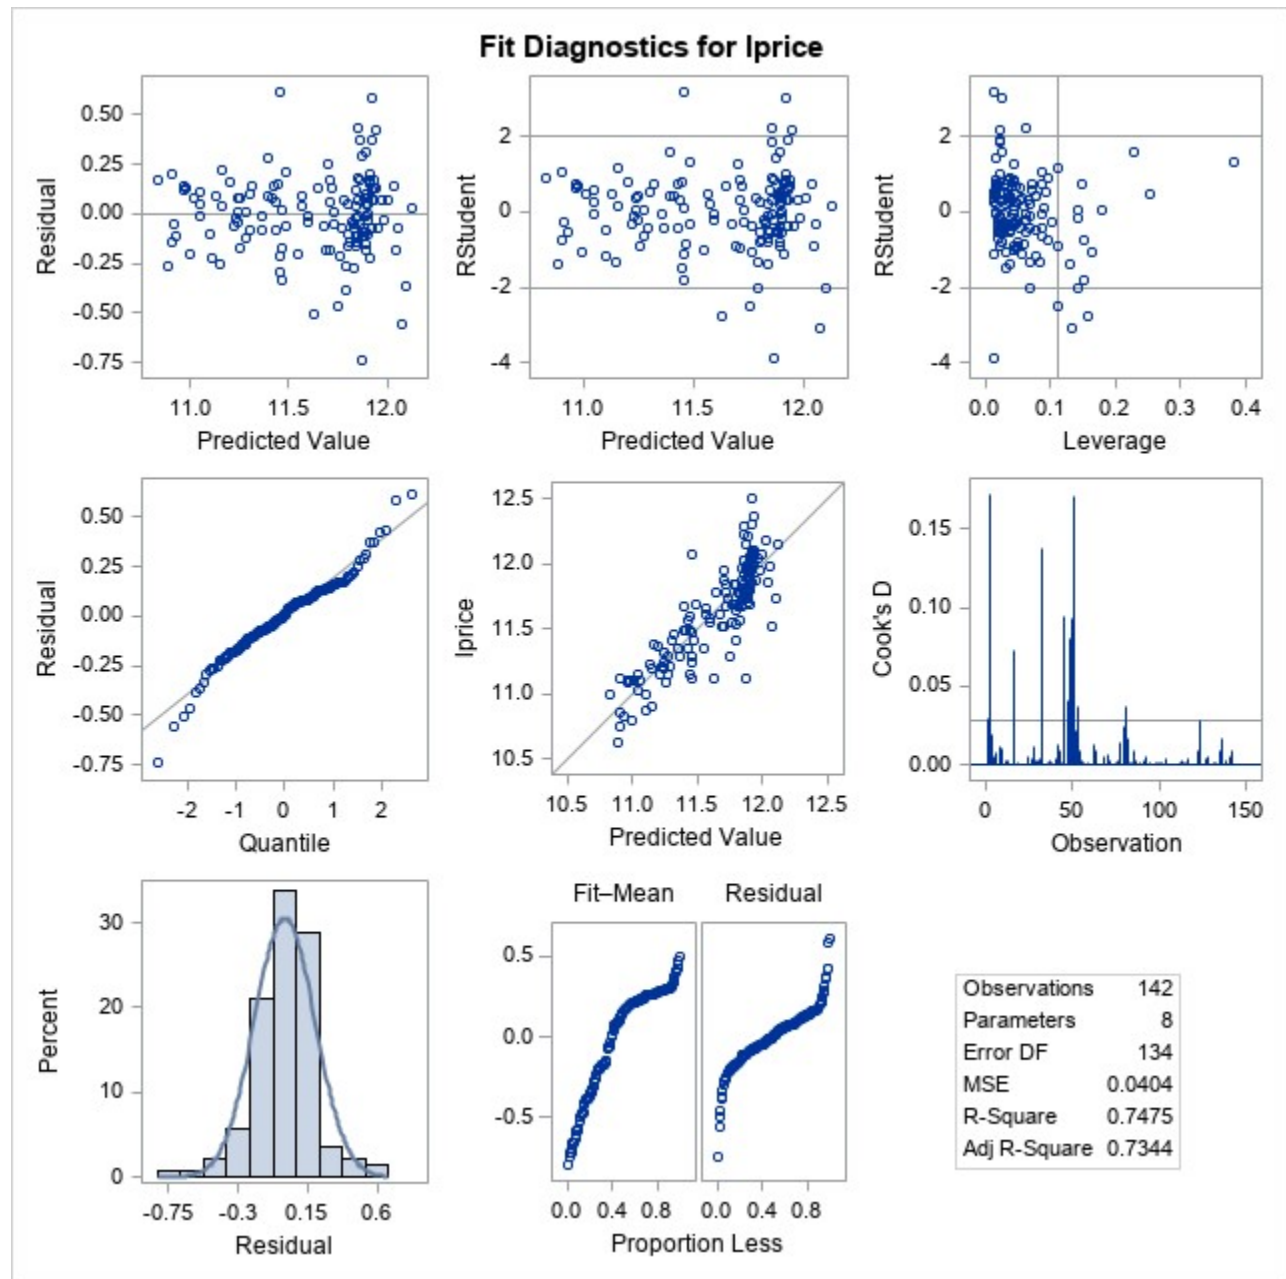 Fit Diagnostics for lprice
Residual
0.50
0.25
0.00
-0.25
-0.50
-0.75
11.0 11.5 12.0
Predicted Value
RStudent
2
0
-2
-4
11.0 11.5 12.0
Predicted Value
RStudent
2
0
-2
-4
0.0 0.1 0.2 0.3 0.4
Leverage
Residual
0.50
0.25
0.00
-0.25
-0.50
-0.75
-2 -1 0 1 2
Quantile
lprice
12.5
12.0
11.5
11.0
10.5
10.5 11.0 11.5 12.0 12.5
Predicted Value
Cook's D
0.15
0.10
0.05
0.00
0 50 100 150
Observation
Percent
30
20
10
0
-0.75 -0.3 0.15 0.6
Residual
Fit–Mean Residual
0.5
0.0
-0.5
0.0 0.4 0.8 0.0 0.4 0.8
Proportion Less
Observations 142
Parameters 8
Error DF 134
MSE 0.0404
R-Square 0.7475
Adj R-Square 0.7344